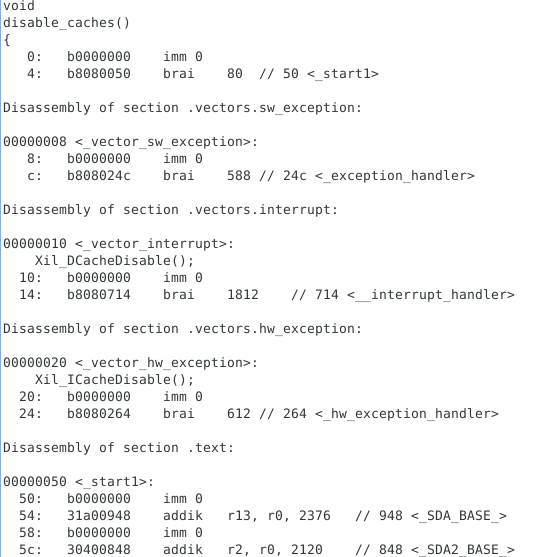 void
disable_caches()
{
   0:   b0000000    imm 0
   4:   b8080050    brai    80  // 50 <_start1>
Disassembly of section .vectors.sw_exception:
00000008 <_vector_sw_exception>:
   8:   b0000000    imm 0
   c:   b808024c    brai    588 // 24c <_exception_handler>
Disassembly of section .vectors.interrupt:
00000010 <_vector_interrupt>:
    Xil_DCacheDisable();
  10:   b0000000    imm 0
  14:   b8080714    brai    1812    // 714 <__interrupt_handler>
Disassembly of section .vectors.hw_exception:
00000020 <_vector_hw_exception>:
    Xil_ICacheDisable();
  20:   b0000000    imm 0
  24:   b8080264    brai    612 // 264 <_hw_exception_handler>
Disassembly of section .text:
00000050 <_start1>:
  50:   b0000000    imm 0
  54:   31a00948    addik   r13, r0, 2376   // 948 <_SDA_BASE_>
  58:   b0000000    imm 0
  5c:   30400848    addik   r2, r0, 2120    // 848 <_SDA2_BASE_>